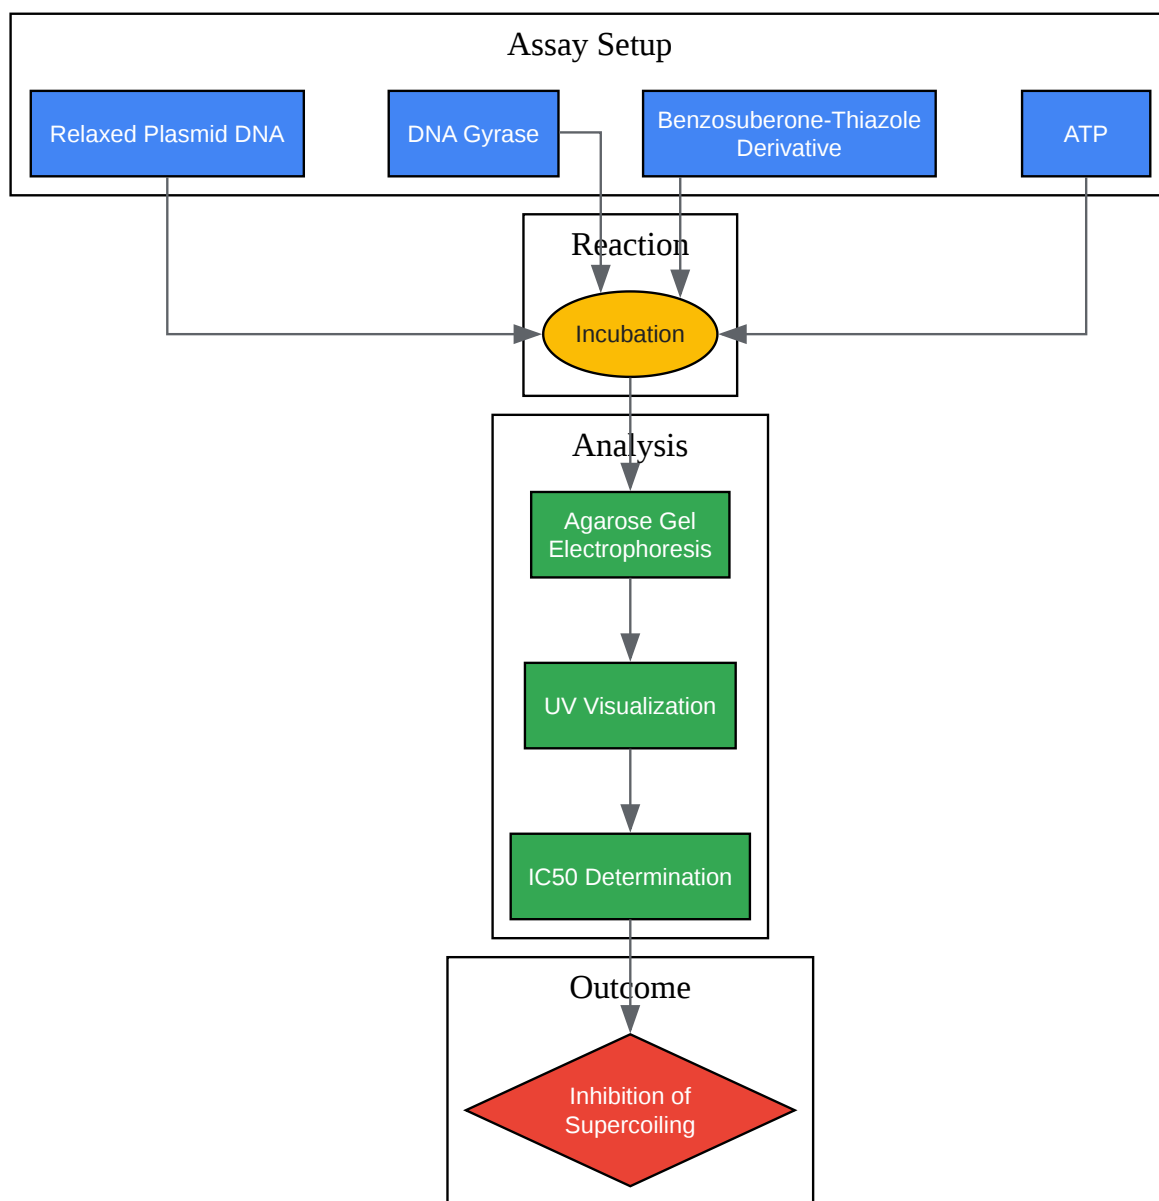 Assay Setup
Relaxed Plasmid DNA
DNA Gyrase
Benzosuberone-Thiazole
Derivative
ATP
Reaction
Incubation
Analysis
Agarose Gel
Electrophoresis
UV Visualization
IC50 Determination
Outcome
Inhibition of
Supercoiling